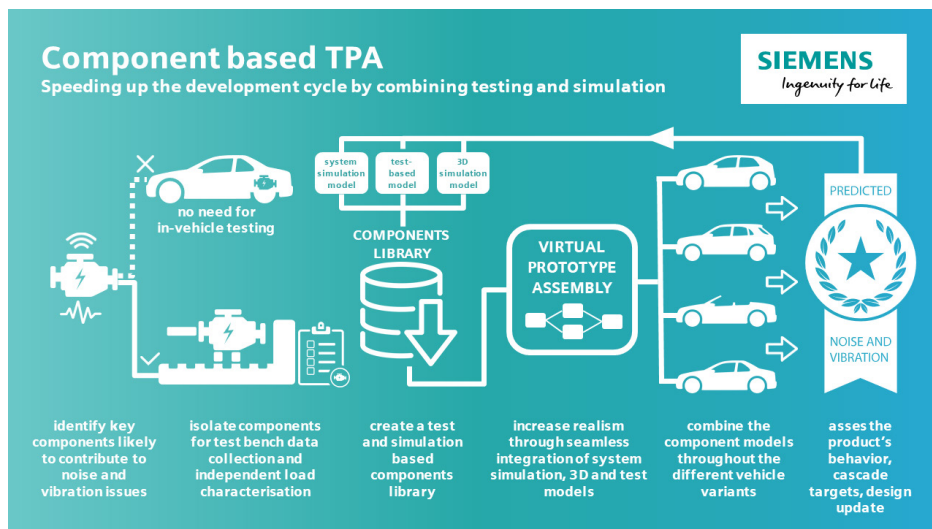 Component based TPA
Speeding up the development cycle by combining testing and simulation
SIEMENS
Ingenuity for life
no need for
in-vehicle testing
system
simulation
model
test-
based
model
3D
simulation
model
COMPONENTS
LIBRARY
VIRTUAL
PROTOTYPE
ASSEMBLY
PREDICTED
NOISE AND
VIBRATION
identify key
components likely
to contribute to
noise and
vibration issues
isolate components
for test bench data
collection and
independent load
characterisation
create a test
and simulation
based
components
library
increase realism
through seamless
integration of system
simulation, 3D and test
models
combine the
component models
throughout the
different vehicle
variants
asses the
product's
behavior,
cascade
targets, design
update